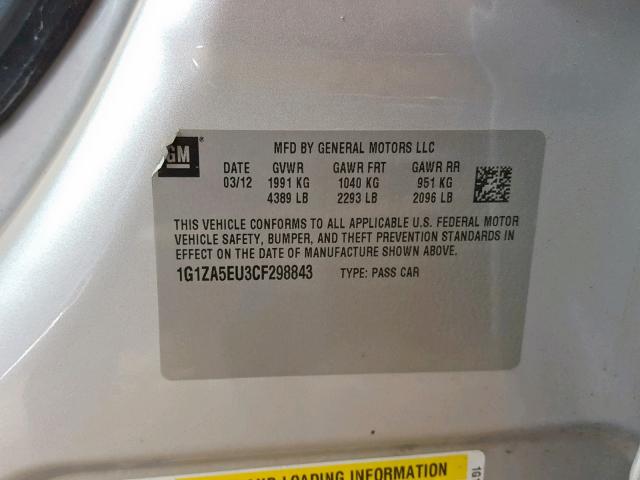 GM®
MFD BY GENERAL MOTORS LLC
DATE GVWR GAWR FRT GAWR RR
03/12 1991 KG 1040 KG 951 KG
4389 LB 2293 LB 2096 LB
THIS VEHICLE CONFORMS TO ALL APPLICABLE U.S. FEDERAL MOTOR
VEHICLE SAFETY, BUMPER, AND THEFT PREVENTION STANDARDS IN
EFFECT ON THE DATE OF MANUFACTURE SHOWN ABOVE.
1G1ZA5EU3CF298843 TYPE: PASS CAR
LOADING INFORMATION